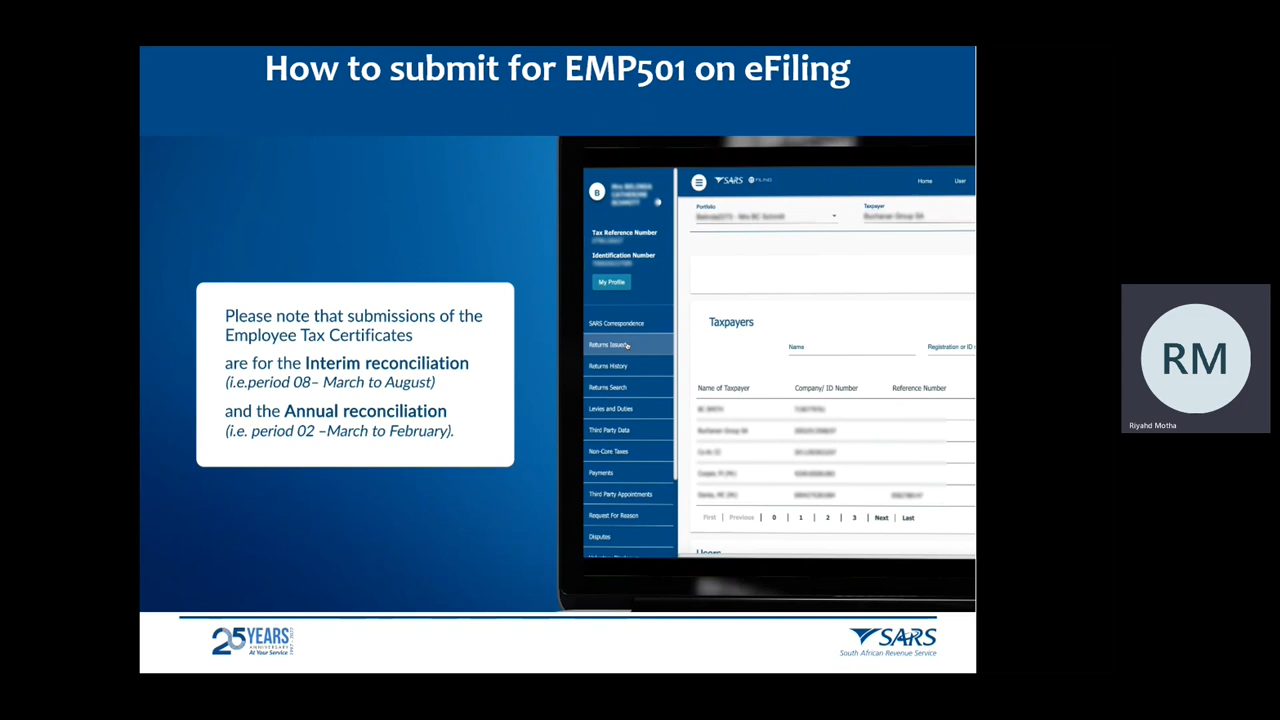 How to submit for EMP501 on eFiling
Please note that submissions of the
Employee Tax Certificates
are for the Interim reconciliation
(i.e.period 08– March to August)
and the Annual reconciliation
(i.e. period 02 –March to February).
B
Tax Reference Number
Identification Number
My Profile
SARS Correspondence
Returns Issued
Returns History
Returns Search
Levies and Duties
Third Party Data
Non-Core Taxes
Payments
Third Party Appointments
Request For Reason
Disputes
SARS
Home User
Portfolio Taxpayer
Taxpayers
Name Registration or ID
Name of Taxpayer Company/ ID Number Reference Number
First | Previous | 0 | 1 | 2 | 3 | Next | Last
Users
25 YEARS
ANNIVERSARY
At Your Service
SARS
South African Revenue Service
RM
Riyahd Motha